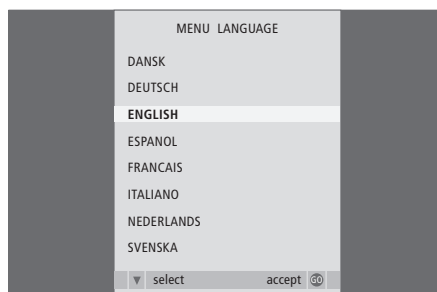 MENU LANGUAGE
DANSK
DEUTSCH
ENGLISH
ESPANOL
FRANCAIS
ITALIANO
NEDERLANDS
SVENSKA
▼ select accept GO